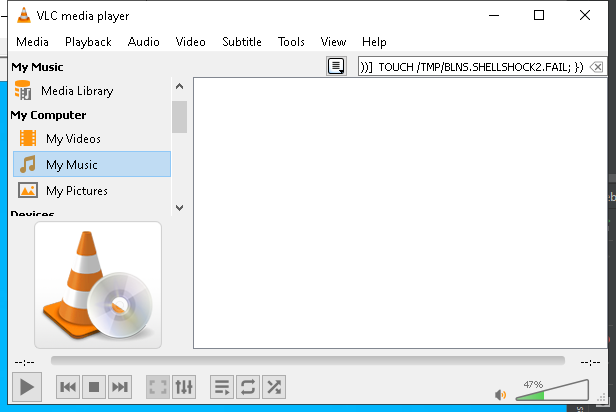 VLC media player
Media Playback Audio Video Subtitle Tools View Help
My Music
))] TOUCH /TMP/BLNS.SHELLSHOCK2.FAIL; })
Media Library
My Computer
My Videos
My Music
My Pictures
Devices
--:--
--:--
47%